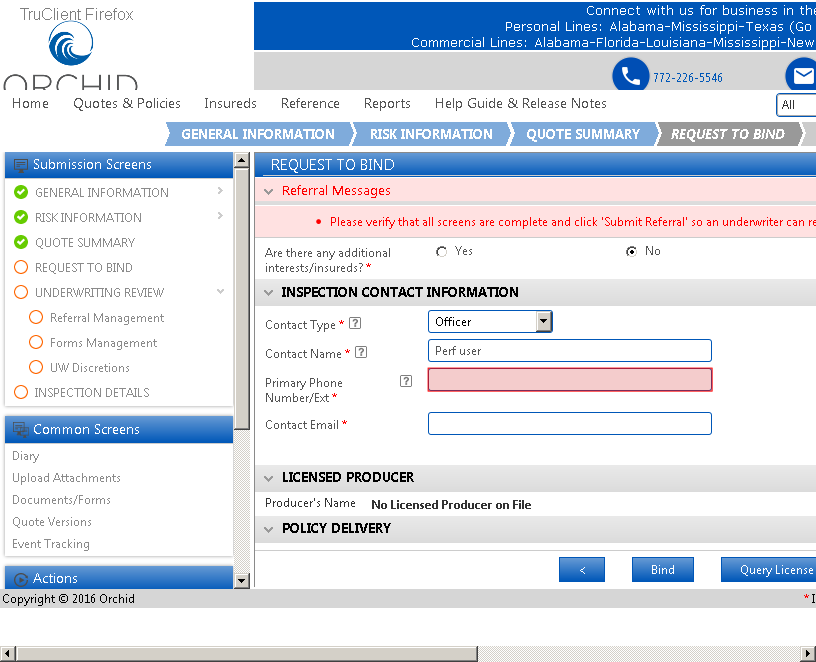 TruClient Firefox
ORCHID
Connect with us for business in the
Personal Lines: Alabama-Mississippi-Texas (Go
Commercial Lines: Alabama-Florida-Louisiana-Mississippi-New
772-226-5546
Home Quotes & Policies Insureds Reference Reports Help Guide & Release Notes All
GENERAL INFORMATION RISK INFORMATION QUOTE SUMMARY REQUEST TO BIND
Submission Screens
GENERAL INFORMATION
RISK INFORMATION
QUOTE SUMMARY
REQUEST TO BIND
UNDERWRITING REVIEW
Referral Management
Forms Management
UW Discretions
INSPECTION DETAILS
Common Screens
Diary
Upload Attachments
Documents/Forms
Quote Versions
Event Tracking
Actions
REQUEST TO BIND
Referral Messages
• Please verify that all screens are complete and click 'Submit Referral' so an underwriter can re
Are there any additional
interests/insureds? *
Yes No
INSPECTION CONTACT INFORMATION
Contact Type * ? Officer
Contact Name * ? Perf user
Primary Phone ?
Number/Ext *
Contact Email *
LICENSED PRODUCER
Producer's Name No Licensed Producer on File
POLICY DELIVERY
< Bind Query License
Copyright © 2016 Orchid * I